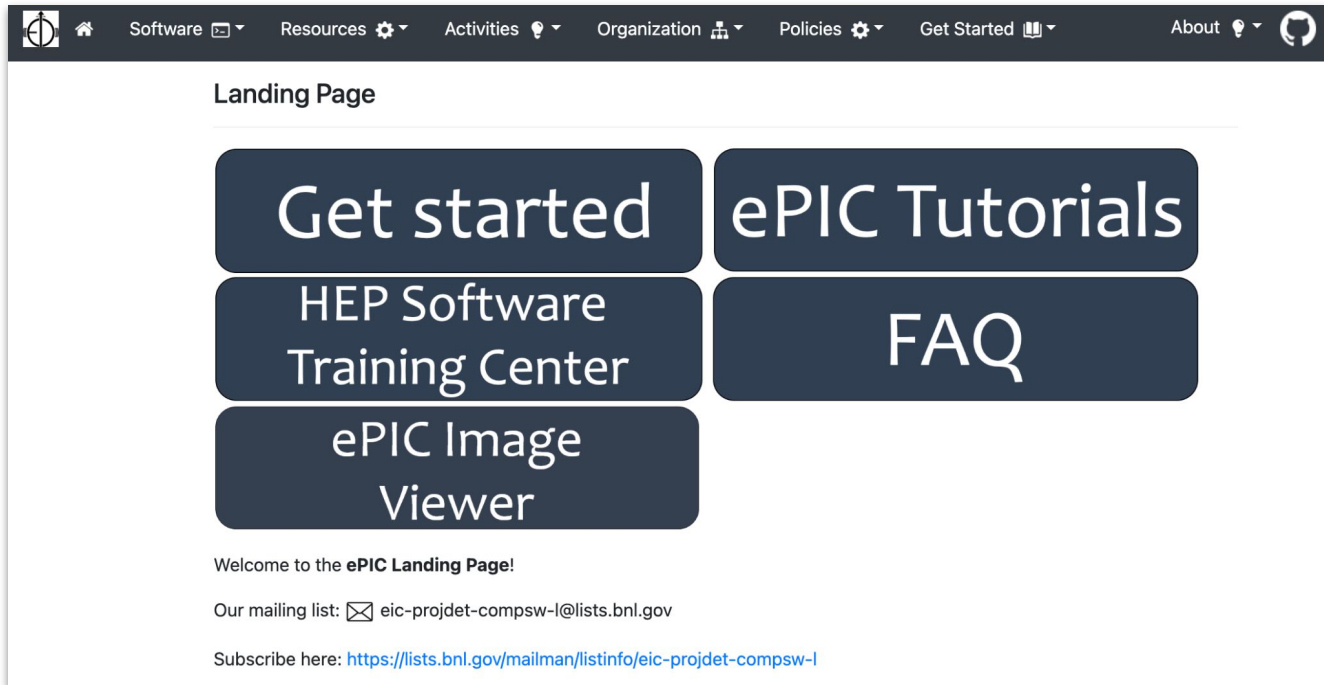 Software Resources Activities Organization Policies Get Started About
Landing Page
Get started
ePIC Tutorials
HEP Software
Training Center
FAQ
ePIC Image
Viewer
Welcome to the ePIC Landing Page!
Our mailing list: eic-projdet-compsw-l@lists.bnl.gov
Subscribe here: https://lists.bnl.gov/mailman/listinfo/eic-projdet-compsw-l